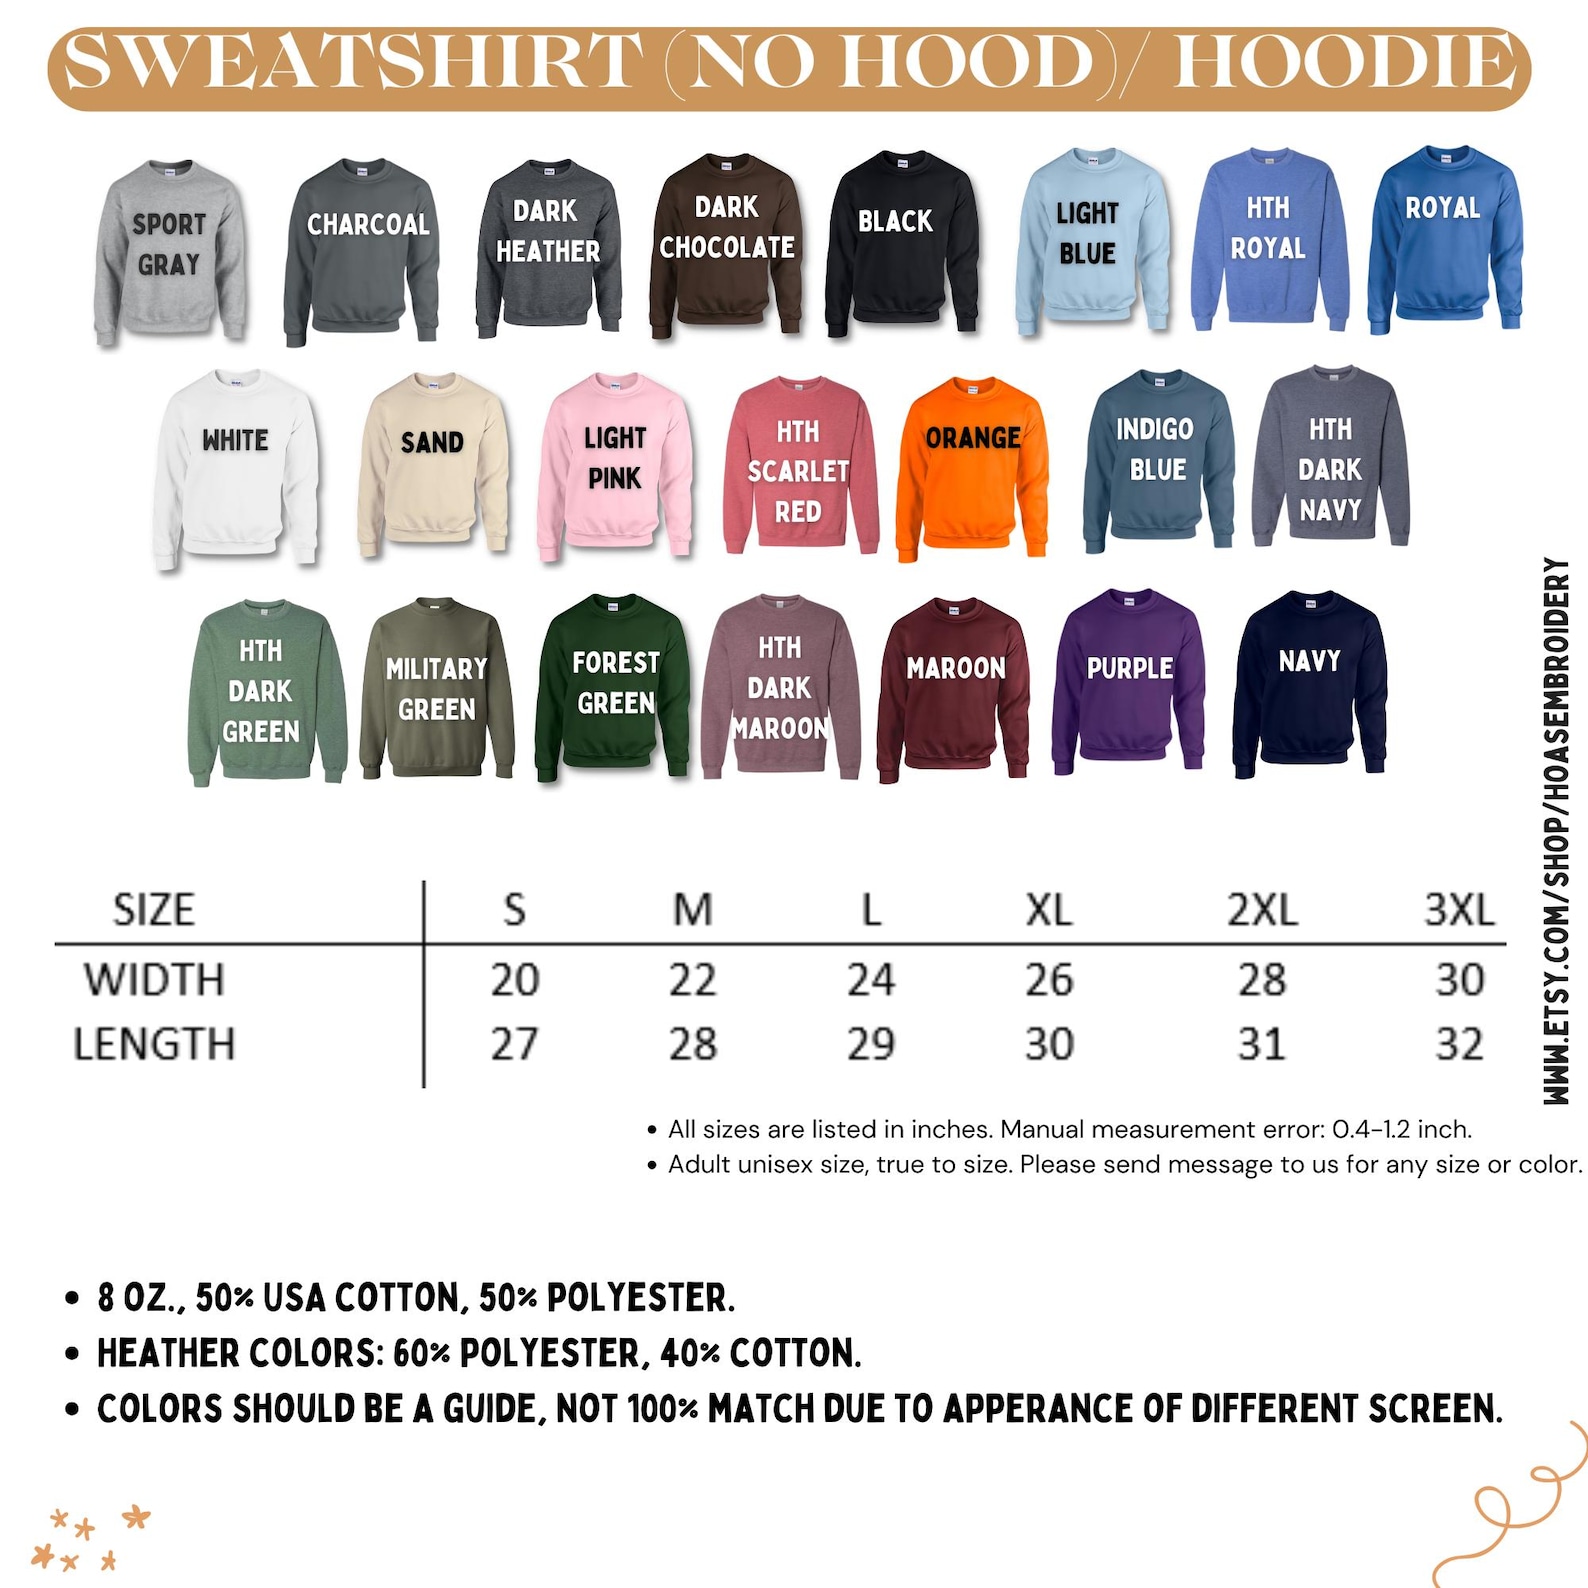 SWEATSHIRT (NO HOOD)/ HOODIE
SPORT
GRAY
CHARCOAL
DARK
HEATHER
DARK
CHOCOLATE
BLACK
LIGHT
BLUE
HTH
ROYAL
ROYAL
WHITE
SAND
LIGHT
PINK
HTH
SCARLET
RED
ORANGE
INDIGO
BLUE
HTH
DARK
NAVY
HTH
DARK
GREEN
MILITARY
GREEN
FOREST
GREEN
HTH
DARK
MAROON
MAROON
PURPLE
NAVY
WWW.ETSY.COM/SHOP/HOASEMBROIDERY
SIZE S M L XL 2XL 3XL
WIDTH 20 22 24 26 28 30
LENGTH 27 28 29 30 31 32
• All sizes are listed in inches. Manual measurement error: 0.4-1.2 inch.
• Adult unisex size, true to size. Please send message to us for any size or color.
• 8 OZ., 50% USA COTTON, 50% POLYESTER.
• HEATHER COLORS: 60% POLYESTER, 40% COTTON.
• COLORS SHOULD BE A GUIDE, NOT 100% MATCH DUE TO APPERANCE OF DIFFERENT SCREEN.